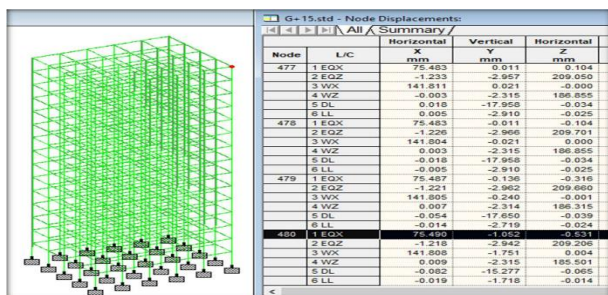 G+15.std - Node Displacements:
All Summary
Horizontal Vertical Horizontal
Node L/C X mm Y mm Z mm
477 1 EQX 75.483 0.011 0.104
2 EQZ -1.233 -2.957 209.050
3 WX 141.811 0.021 -0.000
4 WZ -0.003 -2.315 186.855
5 DL 0.018 -17.958 -0.034
6 LL 0.005 -2.910 -0.025
478 1 EQX 75.483 -0.011 -0.104
2 EQZ -1.226 -2.966 209.701
3 WX 141.804 -0.021 0.000
4 WZ 0.003 -2.315 186.855
5 DL -0.018 -17.958 -0.034
6 LL -0.005 -2.910 -0.025
479 1 EQX 75.487 -0.136 -0.316
2 EQZ -1.221 -2.962 209.660
3 WX 141.805 -0.240 -0.001
4 WZ 0.007 -2.314 186.315
5 DL -0.054 -17.650 -0.039
6 LL -0.014 -2.719 -0.024
480 1 EQX 75.490 -1.052 -0.531
2 EQZ -1.218 -2.942 209.206
3 WX 141.808 -1.751 0.004
4 WZ 0.009 -2.315 185.501
5 DL -0.082 -15.277 -0.065
6 LL -0.019 -1.718 -0.014